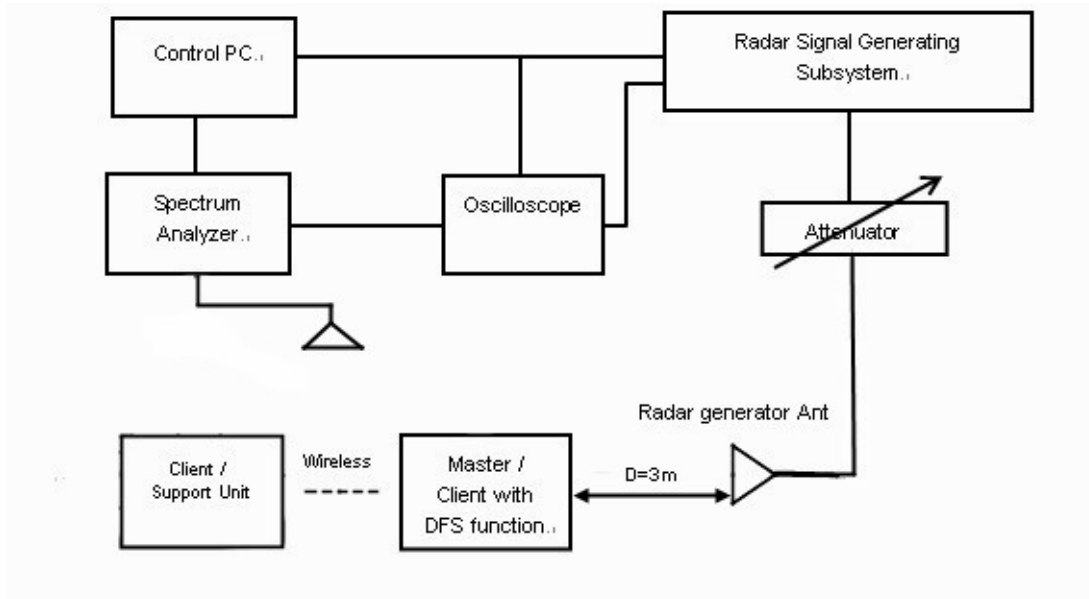 Control PC.
Radar Signal Generating
Subsystem.
Spectrum
Analyzer.
Oscilloscope
Attenuator
Radar generator Ant
Client /
Support Unit
Wireless
Master /
Client with
DFS function.
D=3m